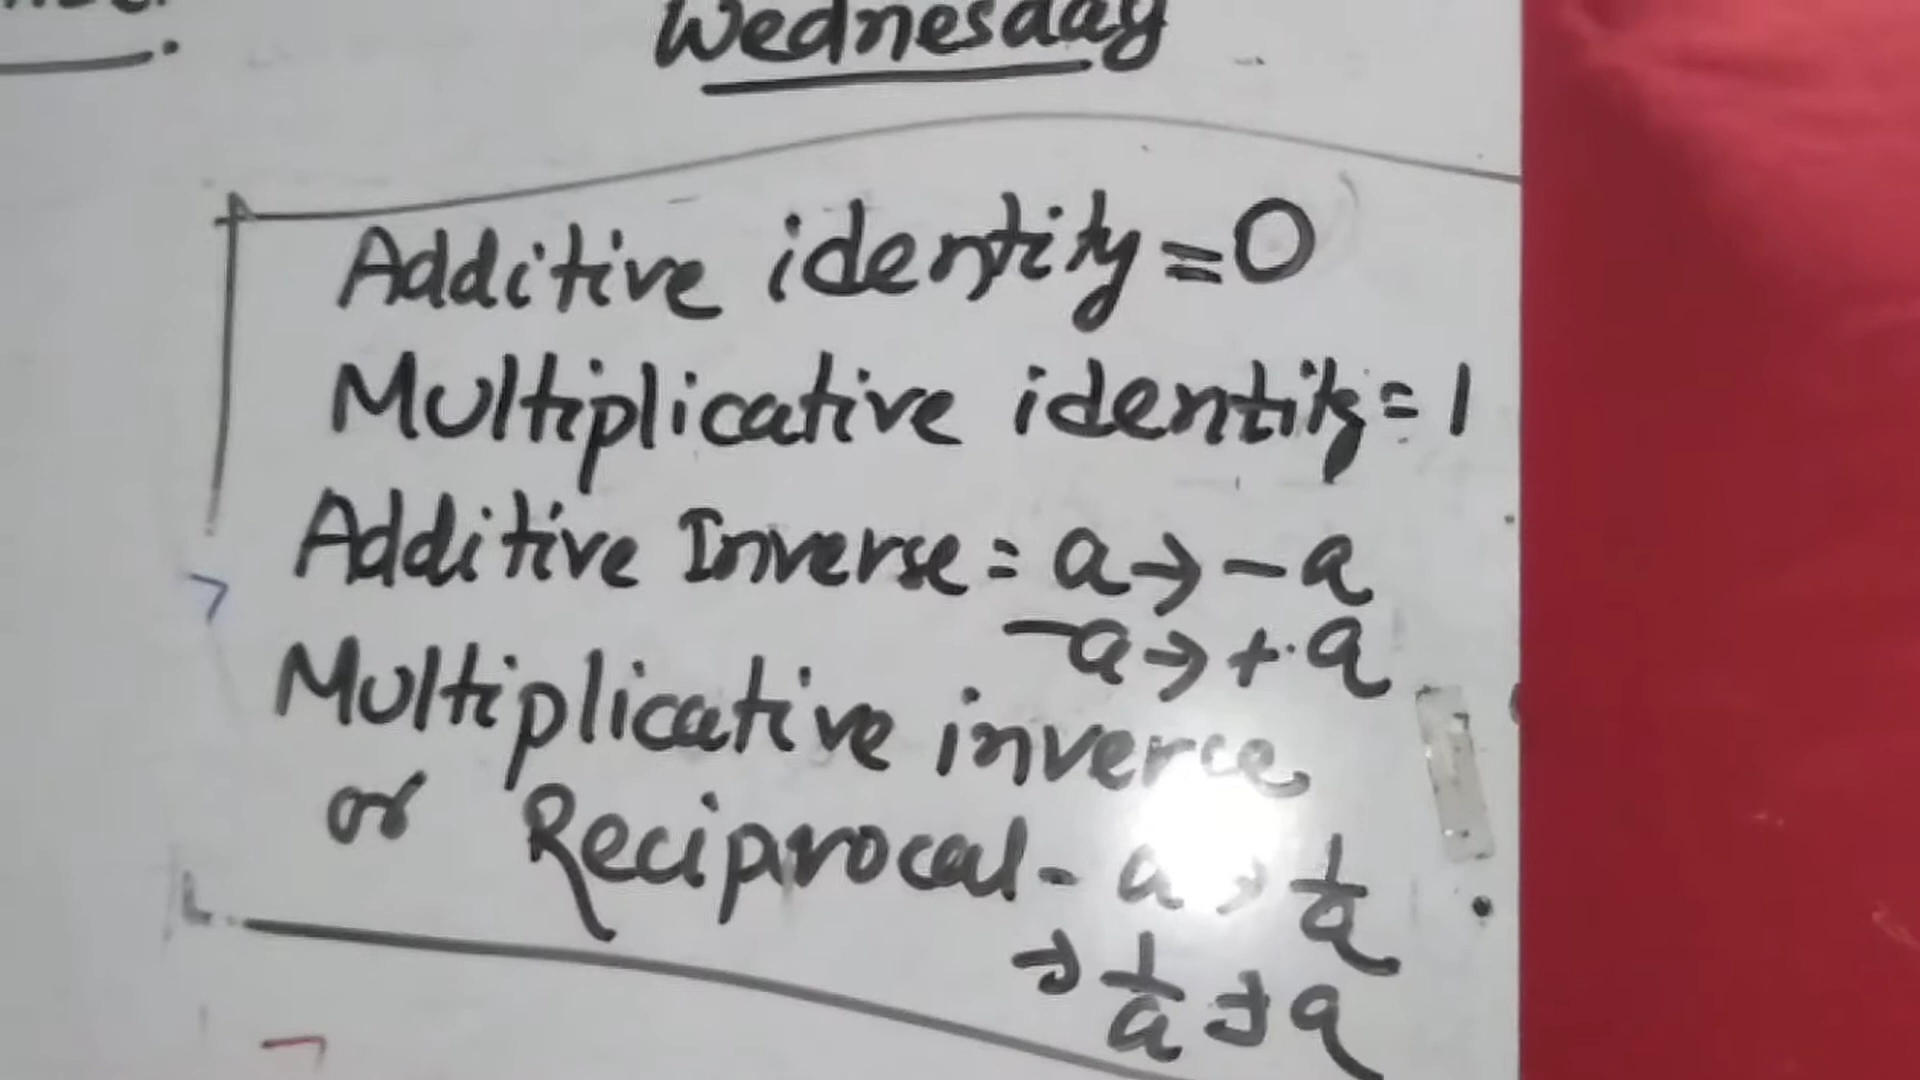 Wednesday
Additive identity = 0
Multiplicative identity = 1
Additive Inverse = a → - a
-a → + a
Multiplicative inverse
or Reciprocal - a → 1/a
→ 1/a → a